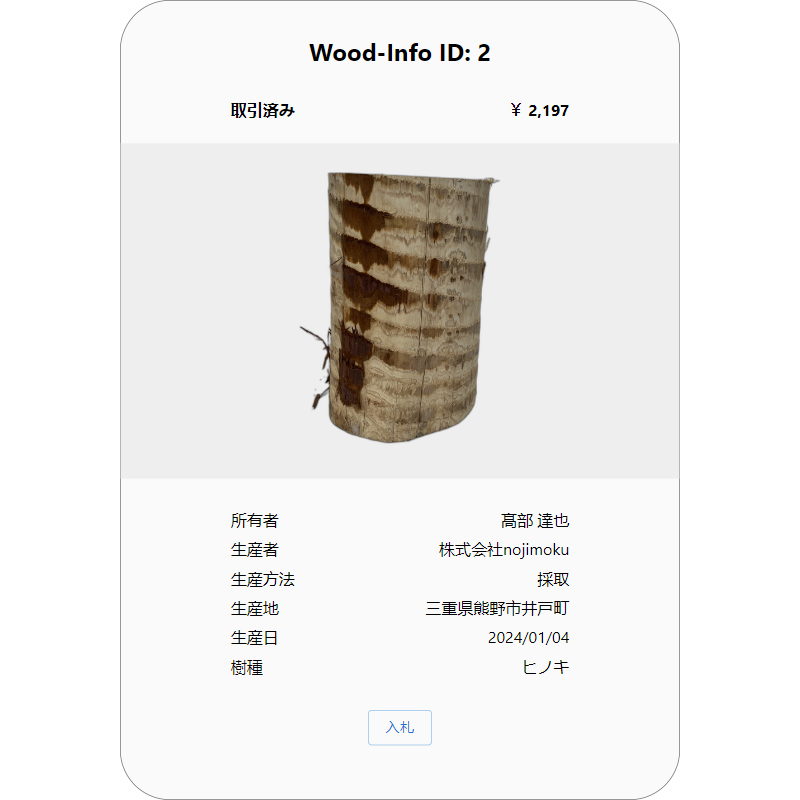 Wood-Info ID: 2
取引済み ￥ 2,197
所有者 髙部 達也
生産者 株式会社nojimoku
生産方法 採取
生産地 三重県熊野市井戸町
生産日 2024/01/04
樹種 ヒノキ
入札